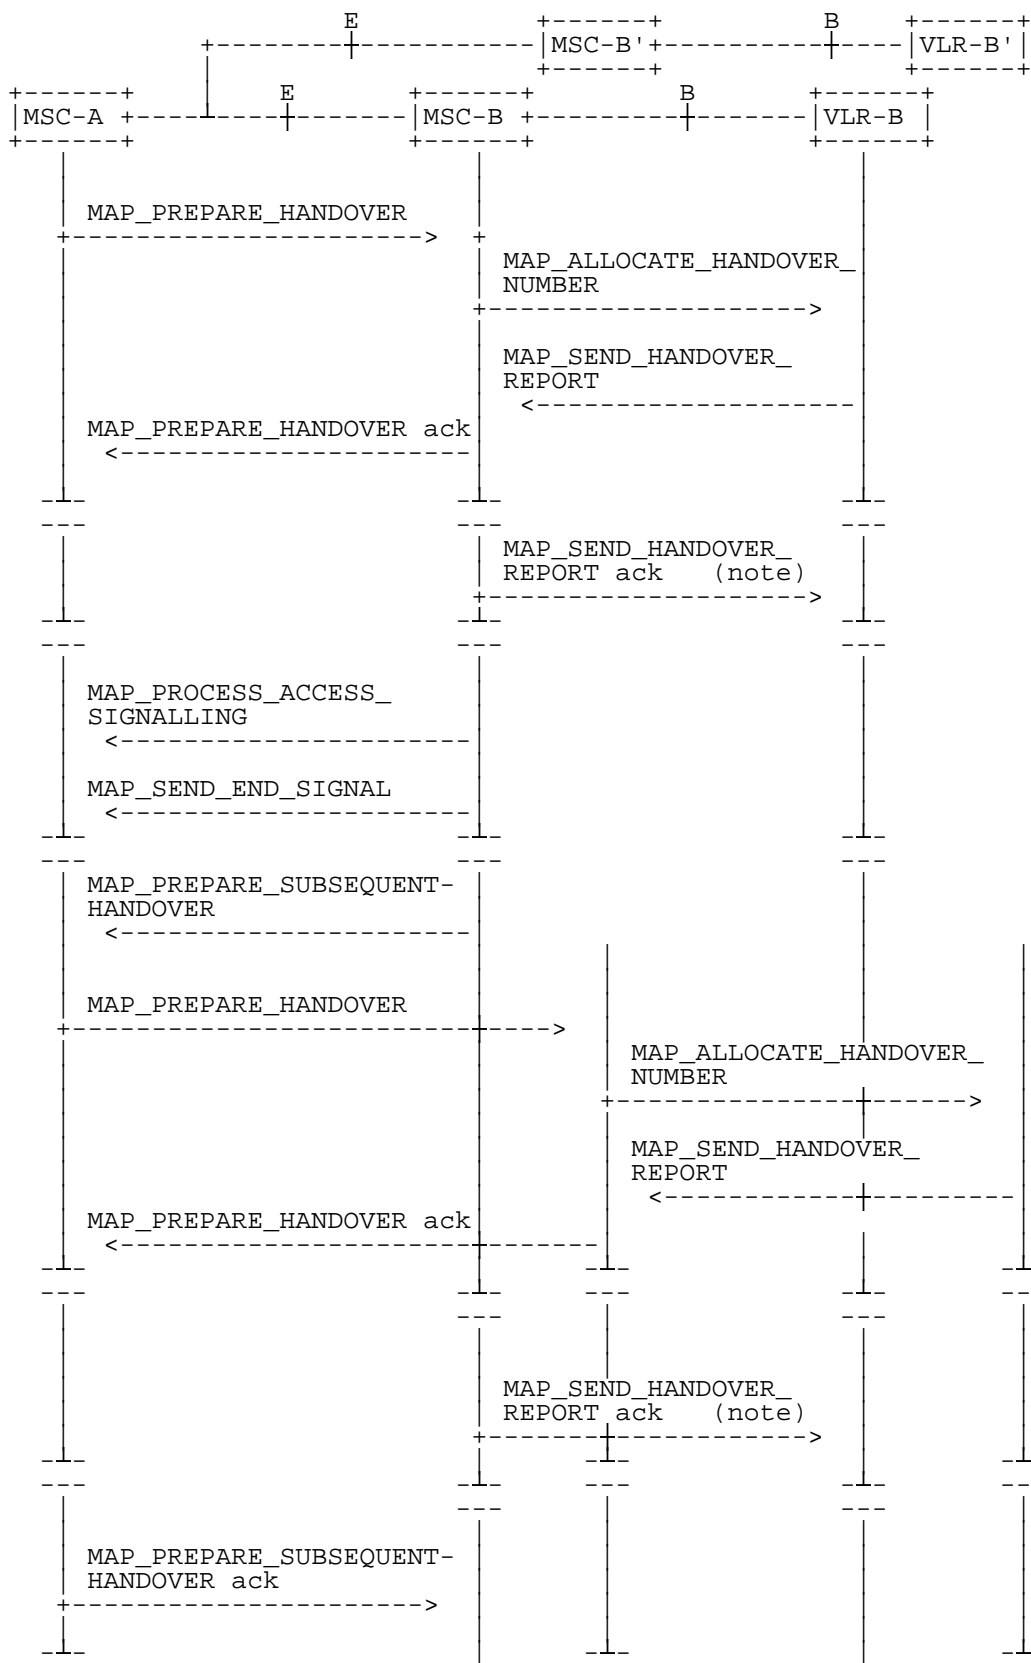 E
B
MSC-B'
VLR-B'
E
B
MSC-A
MSC-B
VLR-B
MAP_PREPARE_HANDOVER
MAP_ALLOCATE_HANDOVER_
NUMBER
MAP_SEND_HANDOVER_
REPORT
MAP_PREPARE_HANDOVER ack
MAP_SEND_HANDOVER_
REPORT ack (note)
MAP_PROCESS_ACCESS_
SIGNALLING
MAP_SEND_END_SIGNAL
MAP_PREPARE_SUBSEQUENT-
HANDOVER
MAP_PREPARE_HANDOVER
MAP_ALLOCATE_HANDOVER_
NUMBER
MAP_SEND_HANDOVER_
REPORT
MAP_PREPARE_HANDOVER ack
MAP_SEND_HANDOVER_
REPORT ack (note)
MAP_PREPARE_SUBSEQUENT-
HANDOVER ack